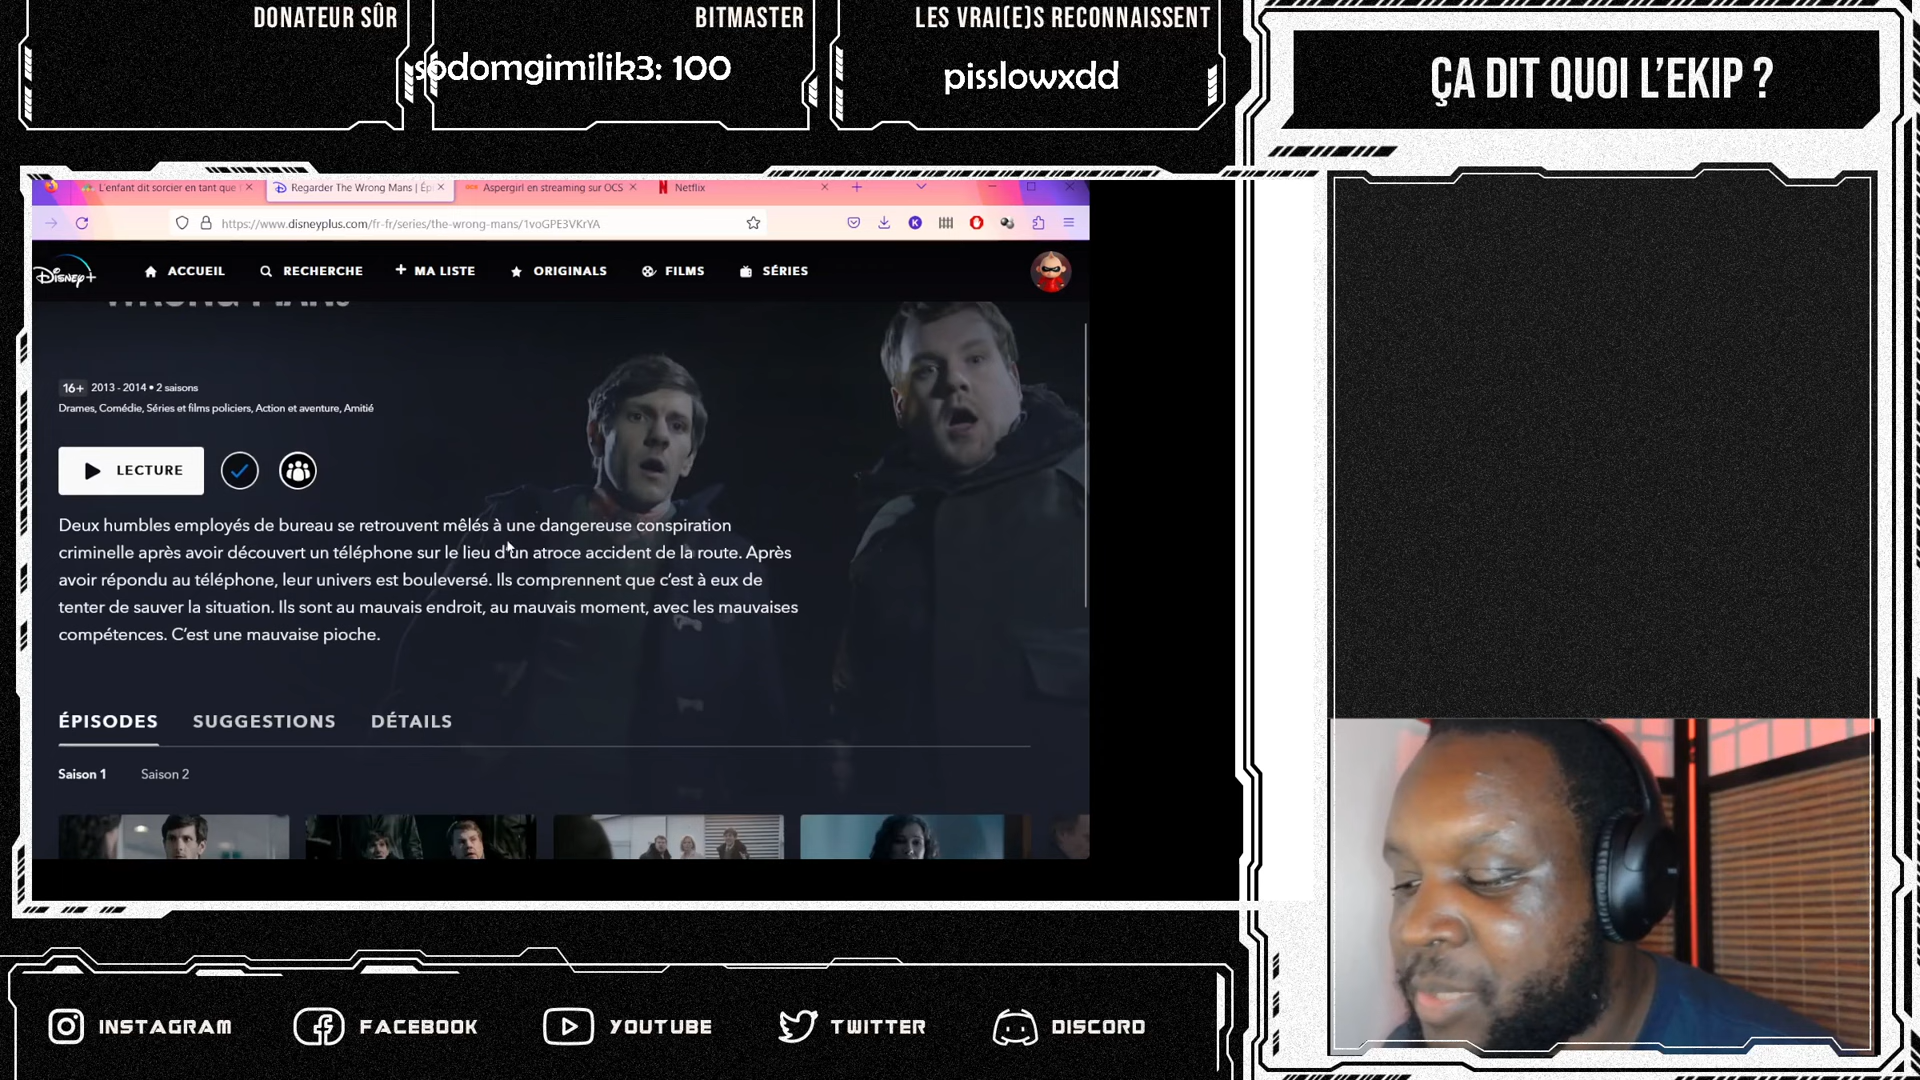 DONATEUR SÛR
BITMASTER
sodomgimilik3: 100
LES VRAI(E)S RECONNAISSENT
pisslowxdd
ÇA DIT QUOI L'EKIP ?
L'enfant dit sorcier en tant que
Regarder The Wrong Mans | Ép
Aspergirl en streaming sur OCS
Netflix
https://www.disneyplus.com/fr-fr/series/the-wrong-mans/1voGPE3VKrYA
Disney+
ACCUEIL
RECHERCHE
MA LISTE
ORIGINALS
FILMS
SÉRIES
WRONG MANS
16+ 2013 - 2014 • 2 saisons
Drames, Comédie, Séries et films policiers, Action et aventure, Amitié
LECTURE
Deux humbles employés de bureau se retrouvent mêlés à une dangereuse conspiration
criminelle après avoir découvert un téléphone sur le lieu d'un atroce accident de la route. Après
avoir répondu au téléphone, leur univers est bouleversé. Ils comprennent que c'est à eux de
tenter de sauver la situation. Ils sont au mauvais endroit, au mauvais moment, avec les mauvaises
compétences. C'est une mauvaise pioche.
ÉPISODES
SUGGESTIONS
DÉTAILS
Saison 1
Saison 2
INSTAGRAM
FACEBOOK
YOUTUBE
TWITTER
DISCORD